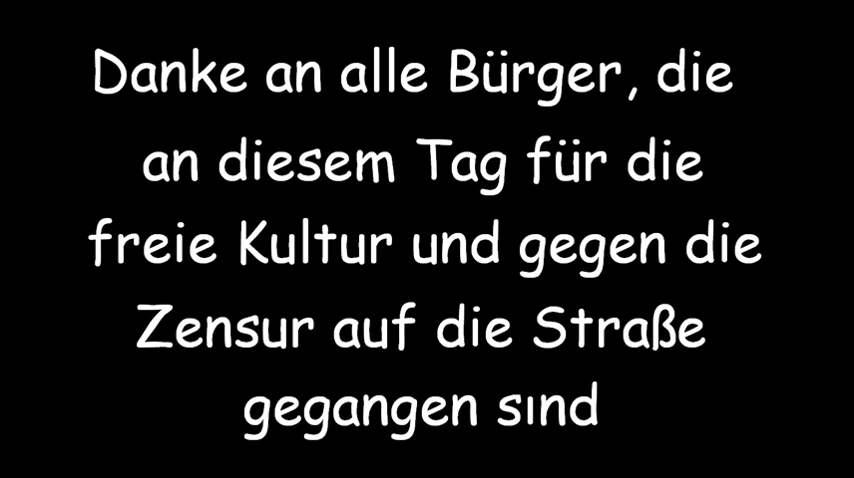 Danke an alle Bürger, die
an diesem Tag für die
freie Kultur und gegen die
Zensur auf die Straße
gegangen sind